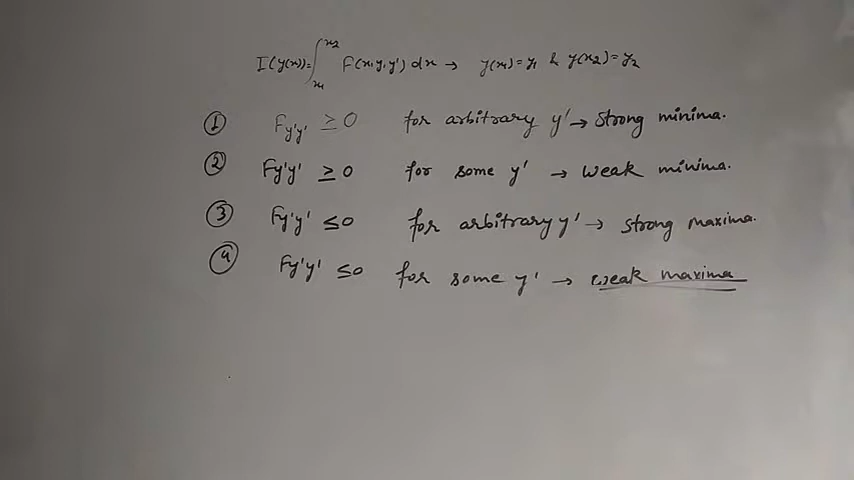 I(y(x)) = ∫_{x₁}^{x₂} F(x,y,y') dx → y(x₁)=y₁ & y(x₂)=y₂
① F_{y'y'} ≥ 0 for arbitrary y' → strong minima.
② Fy'y' ≥ 0 for some y' → weak minima.
③ Fy'y' ≤ 0 for arbitrary y' → strong maxima.
④ Fy'y' ≤ 0 for some y' → weak maxima